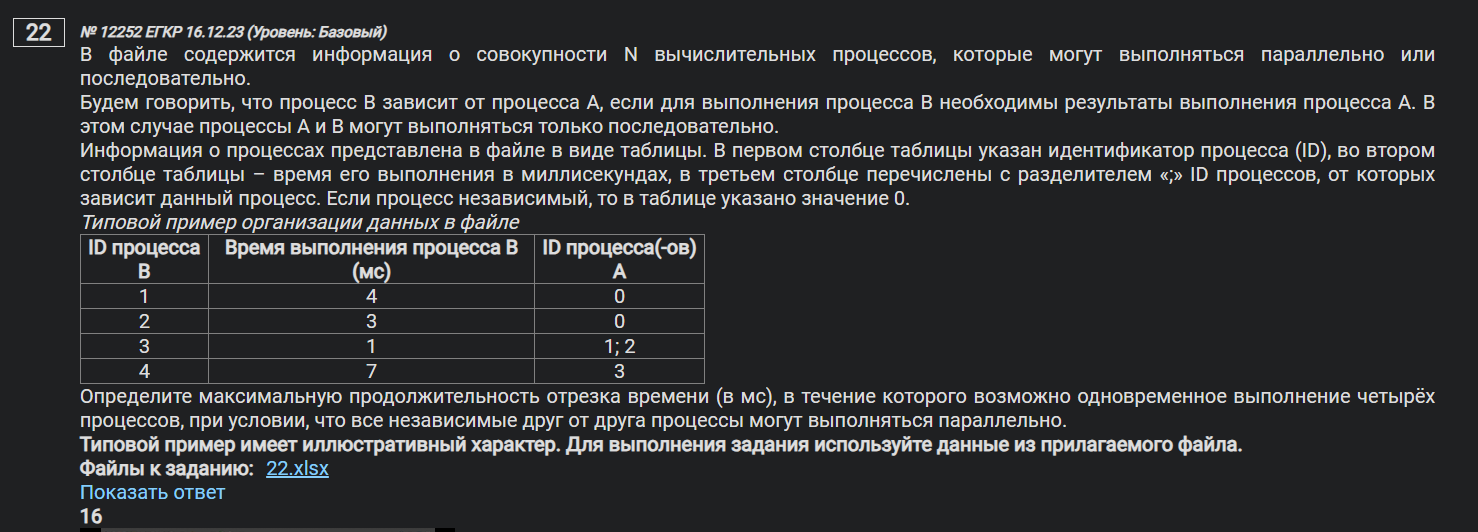 22
№ 12252 ЕГКР 16.12.23 (Уровень: Базовый)
В файле содержится информация о совокупности N вычислительных процессов, которые могут выполняться параллельно или
последовательно.
Будем говорить, что процесс B зависит от процесса A, если для выполнения процесса B необходимы результаты выполнения процесса A. В
этом случае процессы A и B могут выполняться только последовательно.
Информация о процессах представлена в файле в виде таблицы. В первом столбце таблицы указан идентификатор процесса (ID), во втором
столбце таблицы – время его выполнения в миллисекундах, в третьем столбце перечислены с разделителем «;» ID процессов, от которых
зависит данный процесс. Если процесс независимый, то в таблице указано значение 0.
Типовой пример организации данных в файле
ID процесса B | Время выполнения процесса B (мс) | ID процесса(-ов) A
1 | 4 | 0
2 | 3 | 0
3 | 1 | 1; 2
4 | 7 | 3
Определите максимальную продолжительность отрезка времени (в мс), в течение которого возможно одновременное выполнение четырёх
процессов, при условии, что все независимые друг от друга процессы могут выполняться параллельно.
Типовой пример имеет иллюстративный характер. Для выполнения задания используйте данные из прилагаемого файла.
Файлы к заданию: 22.xlsx
Показать ответ
16